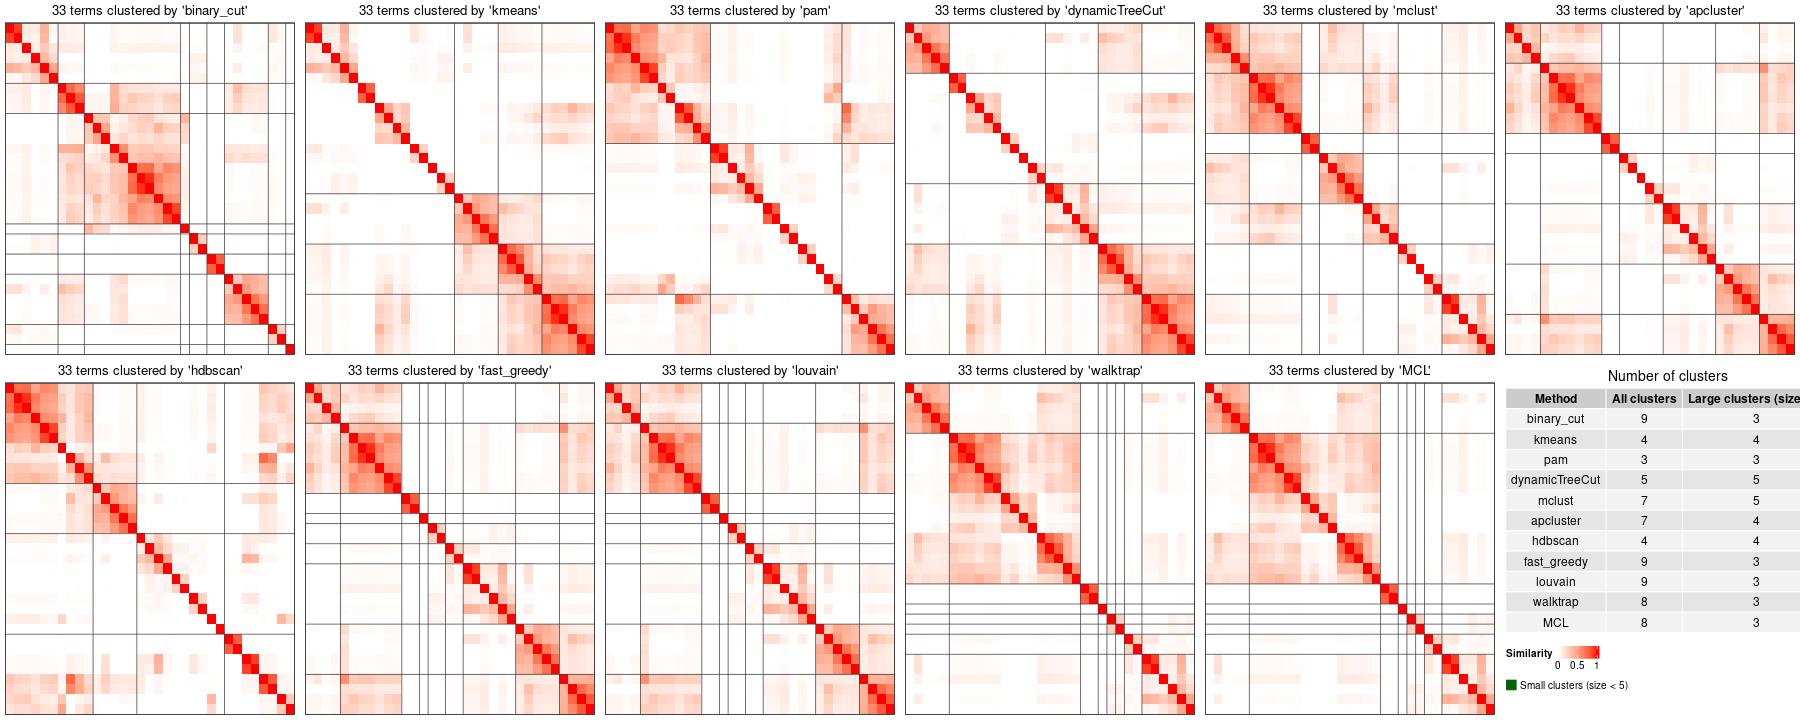 33 terms clustered by 'binary_cut'
33 terms clustered by 'kmeans'
33 terms clustered by 'pam'
33 terms clustered by 'dynamicTreeCut'
33 terms clustered by 'mclust'
33 terms clustered by 'apcluster'
33 terms clustered by 'hdbscan'
33 terms clustered by 'fast_greedy'
33 terms clustered by 'louvain'
33 terms clustered by 'walktrap'
33 terms clustered by 'MCL'
Number of clusters
Method All clusters Large clusters (size
binary_cut 9 3
kmeans 4 4
pam 3 3
dynamicTreeCut 5 5
mclust 7 5
apcluster 7 4
hdbscan 4 4
fast_greedy 9 3
louvain 9 3
walktrap 8 3
MCL 8 3
Similarity
0 0.5 1
Small clusters (size < 5)